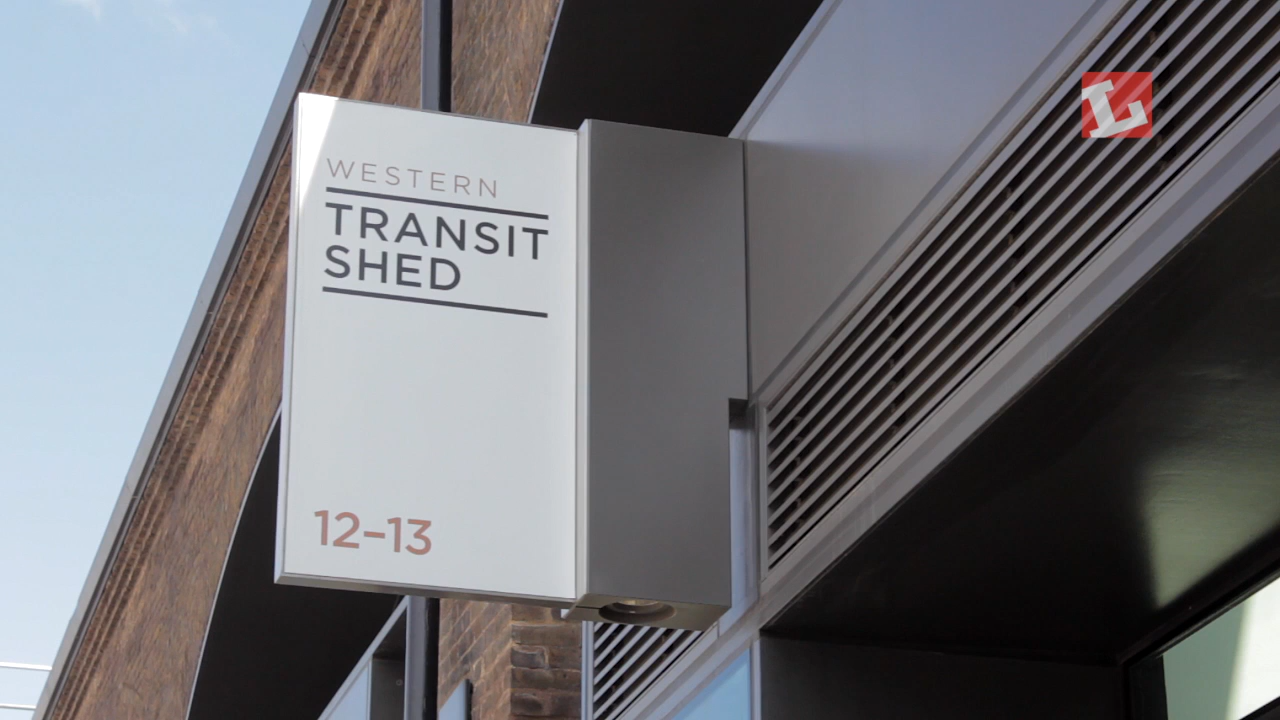 WESTERN
TRANSIT
SHED
12–13
L